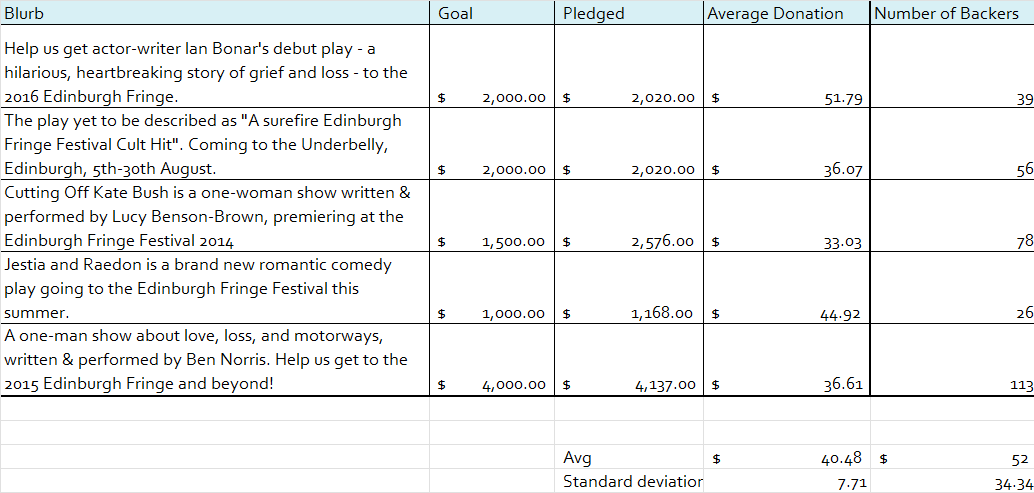 Blurb Goal Pledged Average Donation Number of Backers
Help us get actor-writer Ian Bonar's debut play - a
hilarious, heartbreaking story of grief and loss - to the
2016 Edinburgh Fringe. $ 2,000.00 $ 2,020.00 $ 51.79 39
The play yet to be described as "A surefire Edinburgh
Fringe Festival Cult Hit". Coming to the Underbelly,
Edinburgh, 5th-30th August. $ 2,000.00 $ 2,020.00 $ 36.07 56
Cutting Off Kate Bush is a one-woman show written &
performed by Lucy Benson-Brown, premiering at the
Edinburgh Fringe Festival 2014 $ 1,500.00 $ 2,576.00 $ 33.03 78
Jestia and Raedon is a brand new romantic comedy
play going to the Edinburgh Fringe Festival this
summer. $ 1,000.00 $ 1,168.00 $ 44.92 26
A one-man show about love, loss, and motorways,
written & performed by Ben Norris. Help us get to the
2015 Edinburgh Fringe and beyond! $ 4,000.00 $ 4,137.00 $ 36.61 113
Avg $ 40.48 $ 52
Standard deviation 7.71 34.34